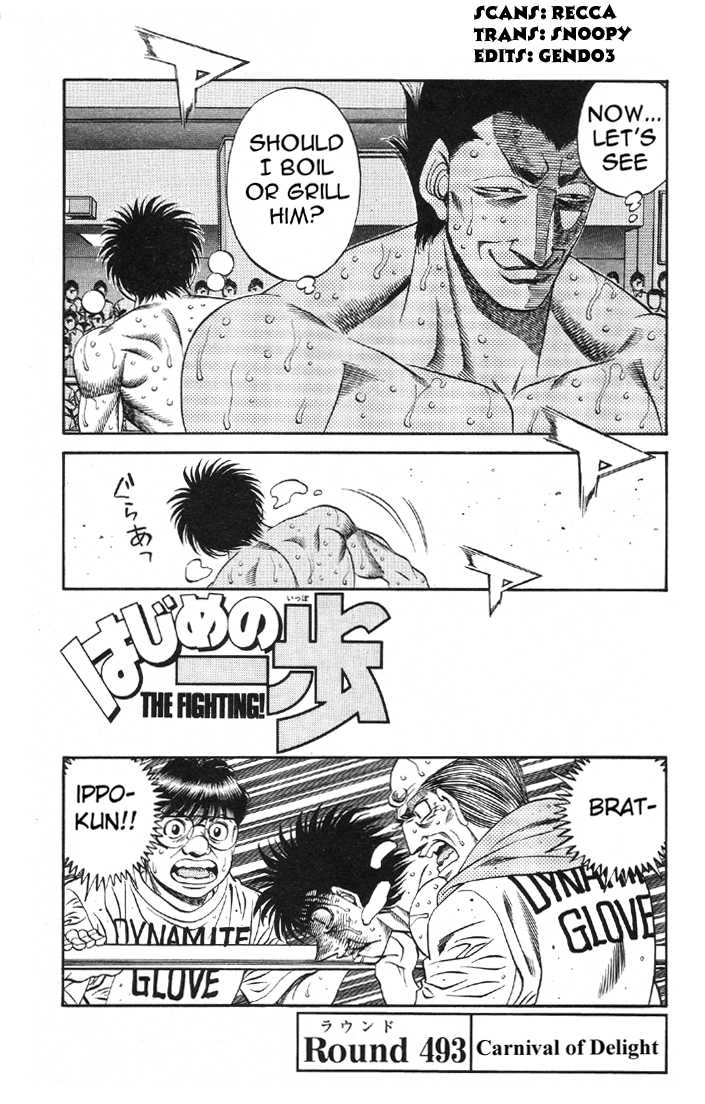 SCANS: RECCA
TRANS: SNOOPY
EDITS: GENDO3
NOW...
LET'S
SEE
SHOULD
I BOIL
OR GRILL
HIM?
ぐらあっ
はじめの一歩
いっぽ
THE FIGHTING!
BRAT-
IPPO-
KUN!!
DYNAMITE
GLOVE
DYNAMITE
GLOVE
ラウンド
Round 493
Carnival of Delight